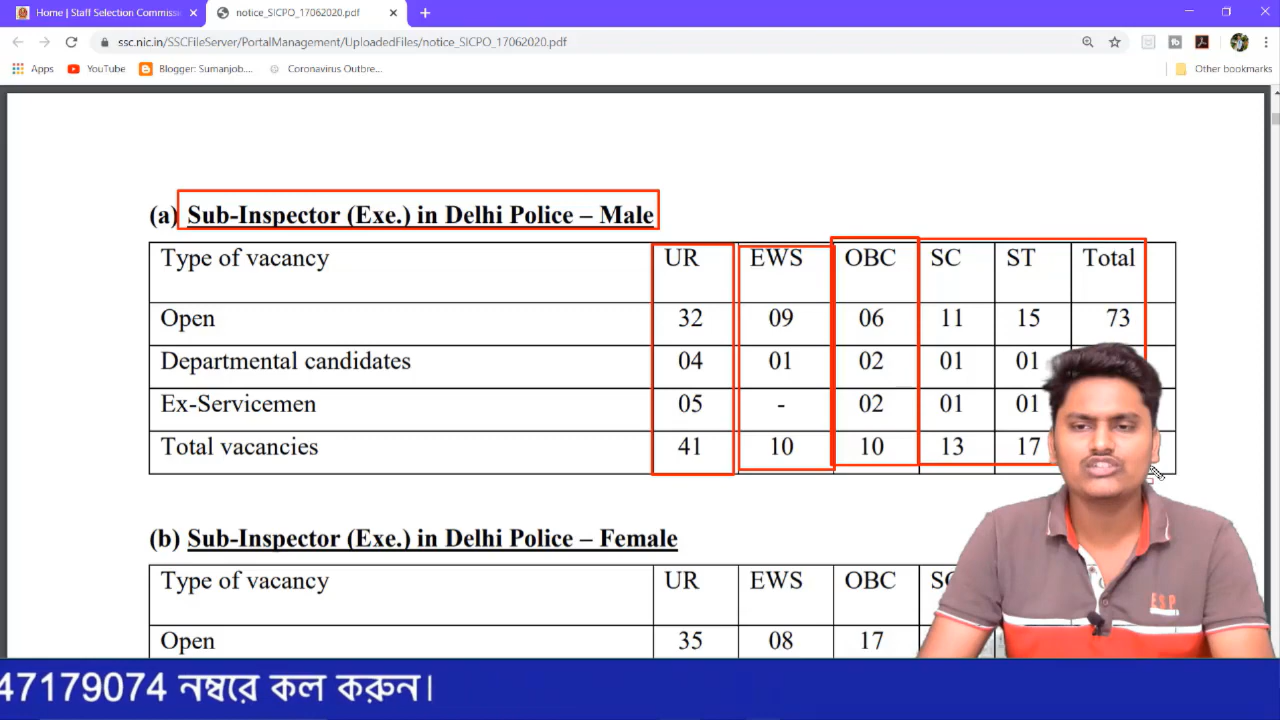 Home | Staff Selection Commissi
notice_SICPO_17062020.pdf
ssc.nic.in/SSCFileServer/PortalManagement/UploadedFiles/notice_SICPO_17062020.pdf
Apps YouTube Blogger: Sumanjob.... Coronavirus Outbre... Other bookmarks
(a) Sub-Inspector (Exe.) in Delhi Police – Male
Type of vacancy UR EWS OBC SC ST Total
Open 32 09 06 11 15 73
Departmental candidates 04 01 02 01 01
Ex-Servicemen 05 - 02 01 01
Total vacancies 41 10 10 13 17
(b) Sub-Inspector (Exe.) in Delhi Police – Female
Type of vacancy UR EWS OBC
Open 35 08 17
ESP
47179074 নম্বরে কল করুন।